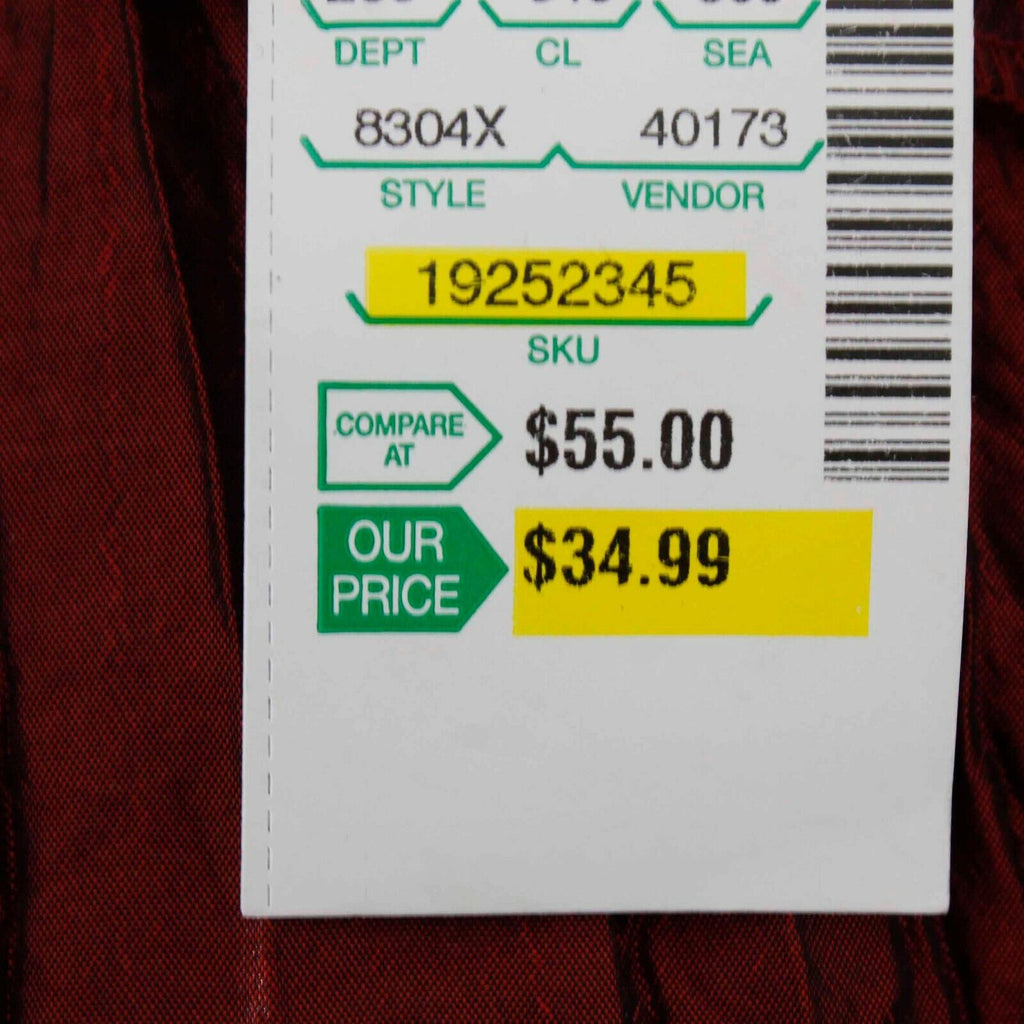 DEPT CL SEA
8304X 40173
STYLE VENDOR
19252345
SKU
COMPARE
AT
$55.00
OUR
PRICE
$34.99